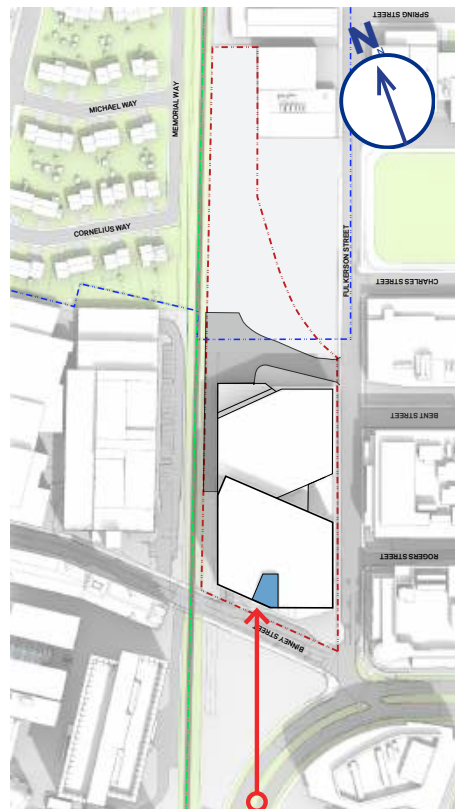 SPRING STREET
N
MICHAEL WAY
MEMORIAL WAY
CORNELIUS WAY
FULKERSON STREET
CHARLES STREET
BENT STREET
ROGERS STREET
BINNEY STREET